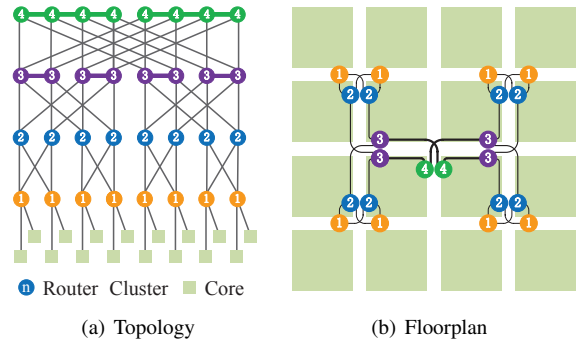 4 4 4 4 4 4 4 4
3 3 3 3 3 3 3 3
2 2 2 2 2 2 2 2
1 1 1 1 1 1 1 1
n Router Cluster Core
(a) Topology
1 1 1 1
2 2 2 2
3 3
3 3
4 4
2 2 2 2
1 1 1 1
(b) Floorplan